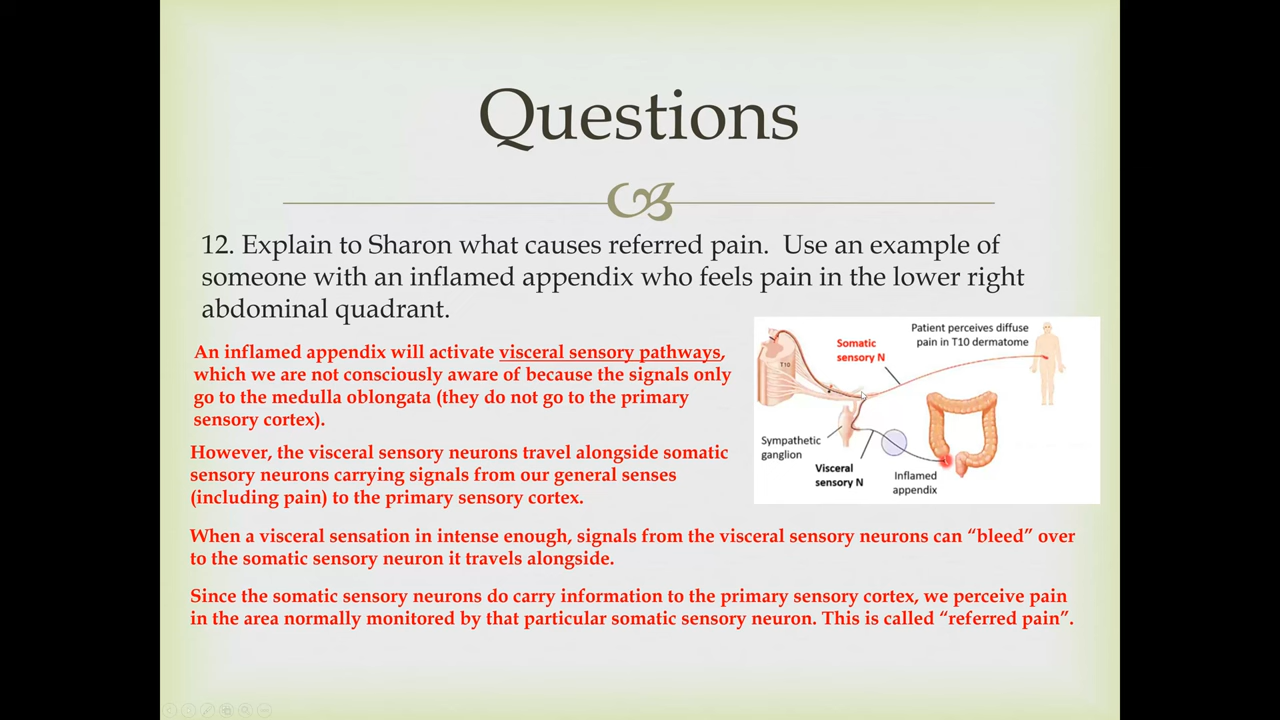 Questions
12. Explain to Sharon what causes referred pain. Use an example of
someone with an inflamed appendix who feels pain in the lower right
abdominal quadrant.
An inflamed appendix will activate visceral sensory pathways,
which we are not consciously aware of because the signals only
go to the medulla oblongata (they do not go to the primary
sensory cortex).
However, the visceral sensory neurons travel alongside somatic
sensory neurons carrying signals from our general senses
(including pain) to the primary sensory cortex.
When a visceral sensation in intense enough, signals from the visceral sensory neurons can “bleed” over
to the somatic sensory neuron it travels alongside.
Since the somatic sensory neurons do carry information to the primary sensory cortex, we perceive pain
in the area normally monitored by that particular somatic sensory neuron. This is called “referred pain”.
Patient perceives diffuse
pain in T10 dermatome
Somatic
sensory N
T10
Sympathetic
ganglion
Visceral
sensory N
Inflamed
appendix